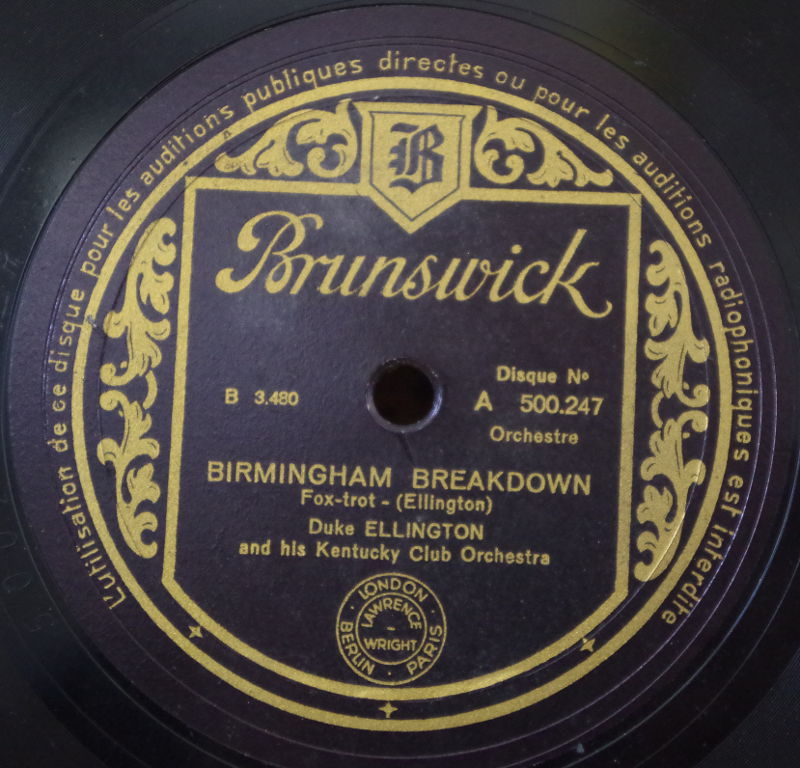 L'utilisation de ce disque pour les auditions publiques directes ou pour les auditions radiophoniques est interdite
B
Brunswick
Disque Nº
B 3.480
A 500.247
Orchestre
BIRMINGHAM BREAKDOWN
Fox-trot - (Ellington)
Duke ELLINGTON
and his Kentucky Club Orchestra
LONDON
LAWRENCE
-
WRIGHT
BERLIN
PARIS